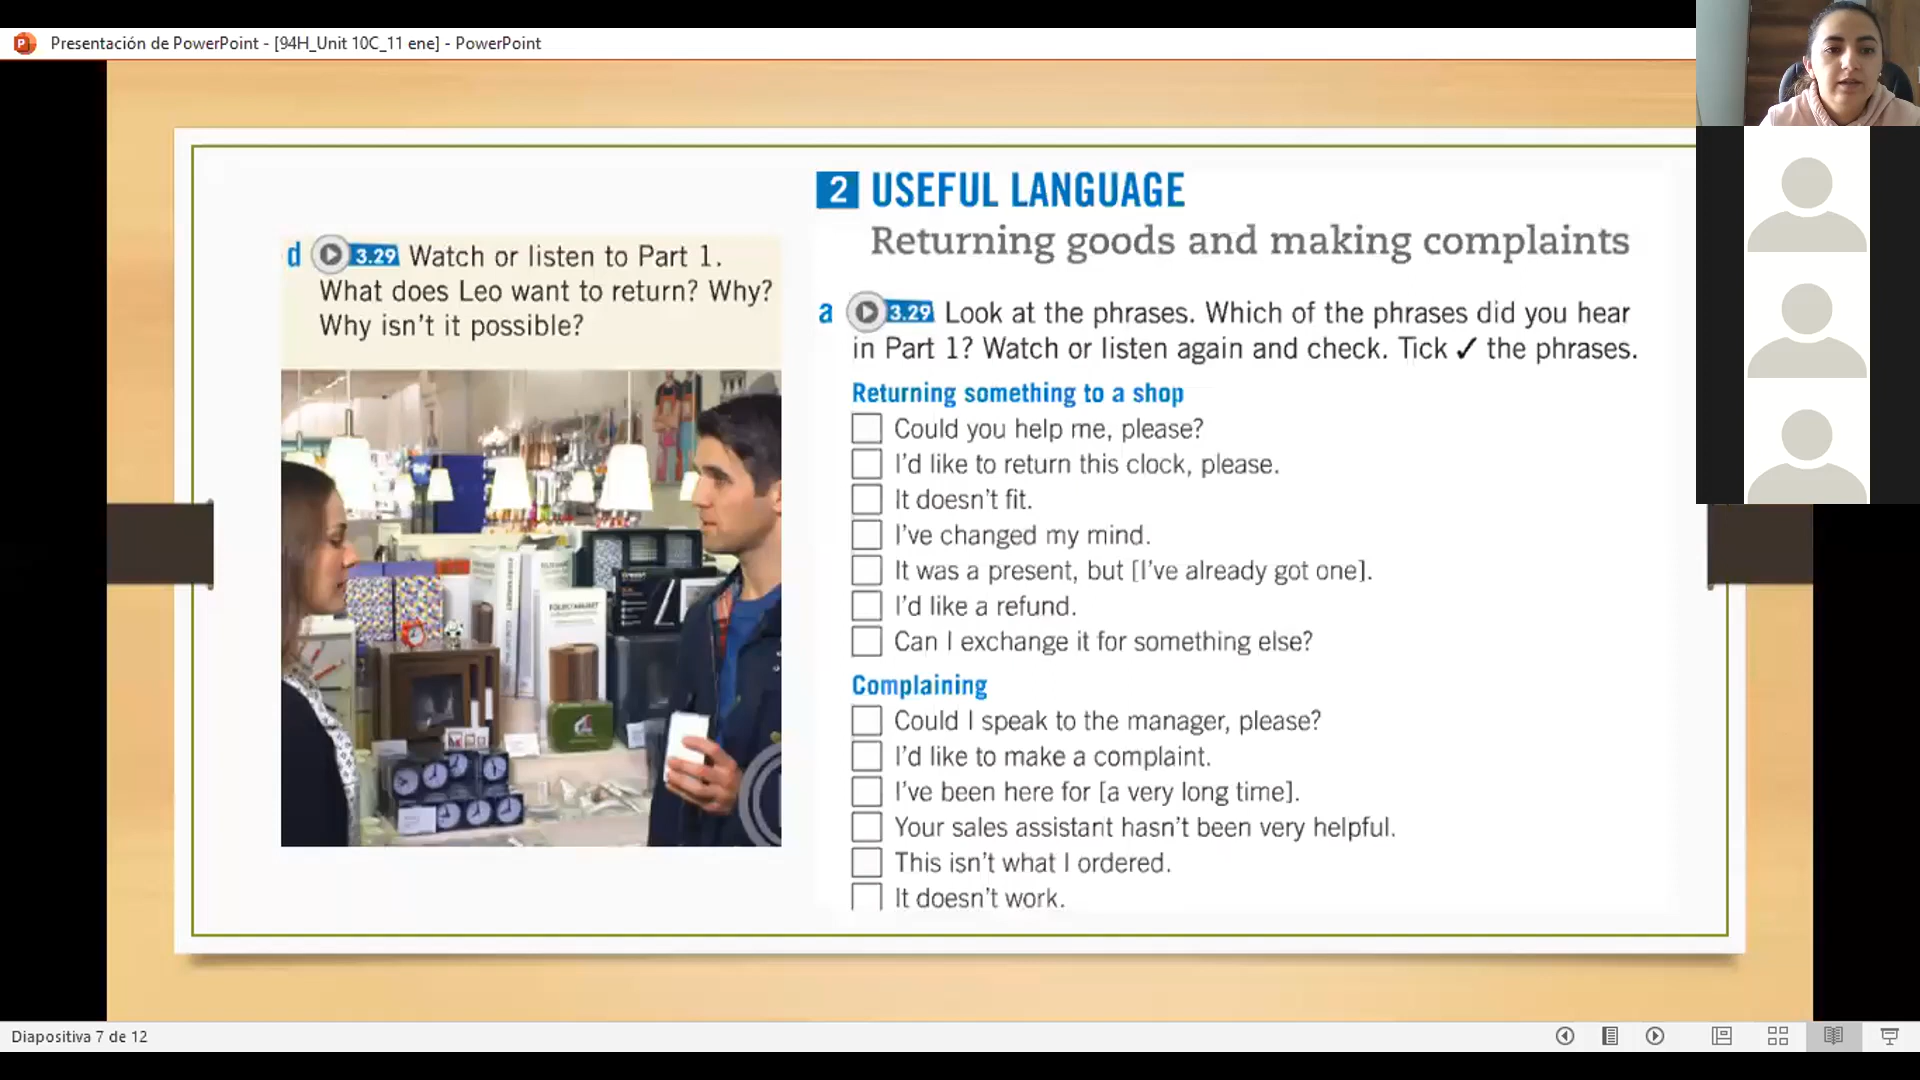 Presentación de PowerPoint - [94H_Unit 10C_11 ene] - PowerPoint
d 3.29 Watch or listen to Part 1.
What does Leo want to return? Why?
Why isn't it possible?
2 USEFUL LANGUAGE
Returning goods and making complaints
a 3.29 Look at the phrases. Which of the phrases did you hear
in Part 1? Watch or listen again and check. Tick ✓ the phrases.
Returning something to a shop
Could you help me, please?
I'd like to return this clock, please.
It doesn't fit.
I've changed my mind.
It was a present, but [I've already got one].
I'd like a refund.
Can I exchange it for something else?
Complaining
Could I speak to the manager, please?
I'd like to make a complaint.
I've been here for [a very long time].
Your sales assistant hasn't been very helpful.
This isn't what I ordered.
It doesn't work.
Diapositiva 7 de 12